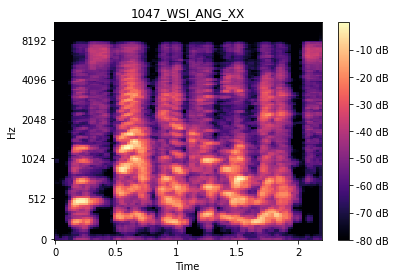 1047_WSI_ANG_XX
8192
4096
2048
1024
512
0
Hz
0
0.5
1
1.5
2
Time
-10 dB
-20 dB
-30 dB
-40 dB
-50 dB
-60 dB
-70 dB
-80 dB